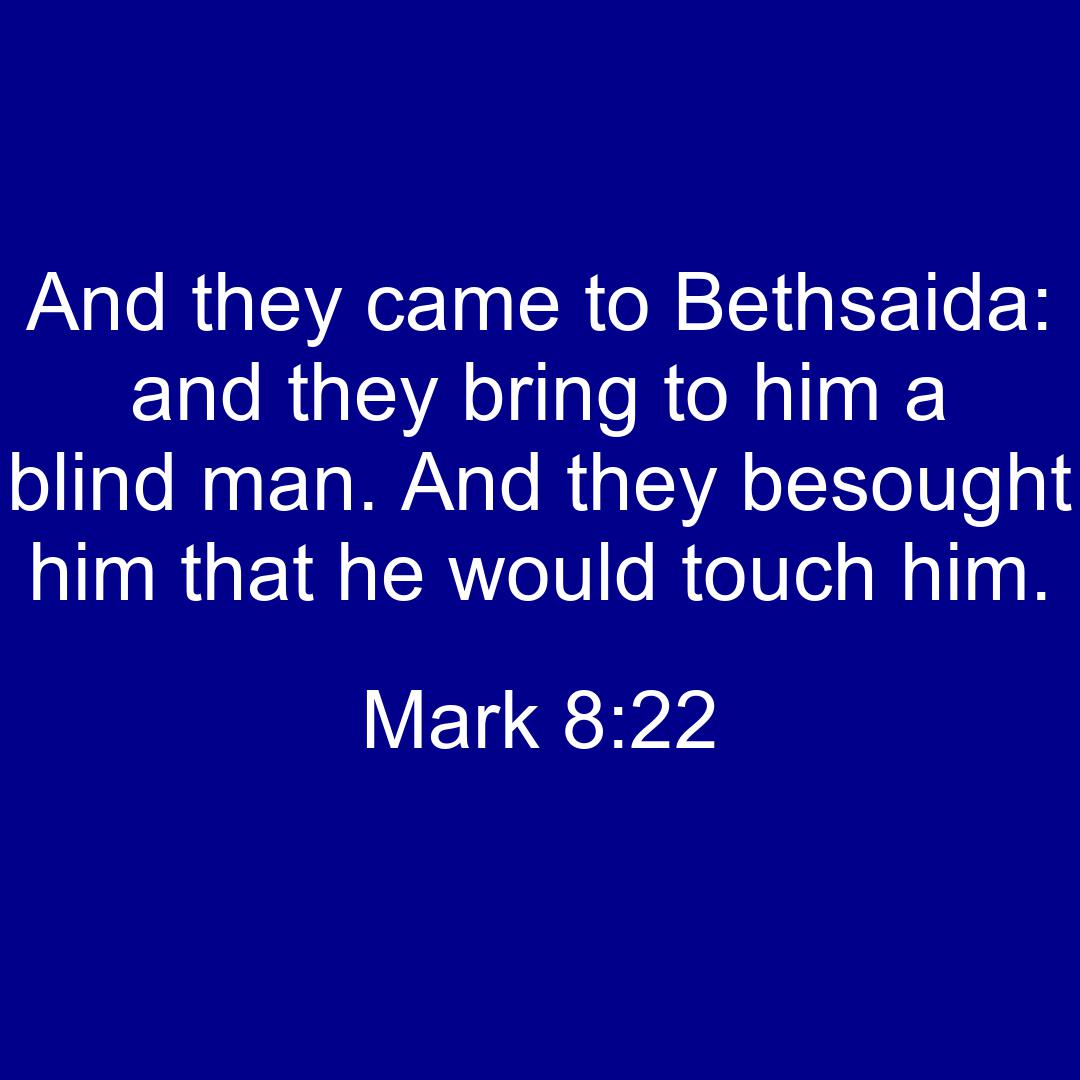 And they came to Bethsaida:
and they bring to him a
blind man. And they besought
him that he would touch him.
Mark 8:22